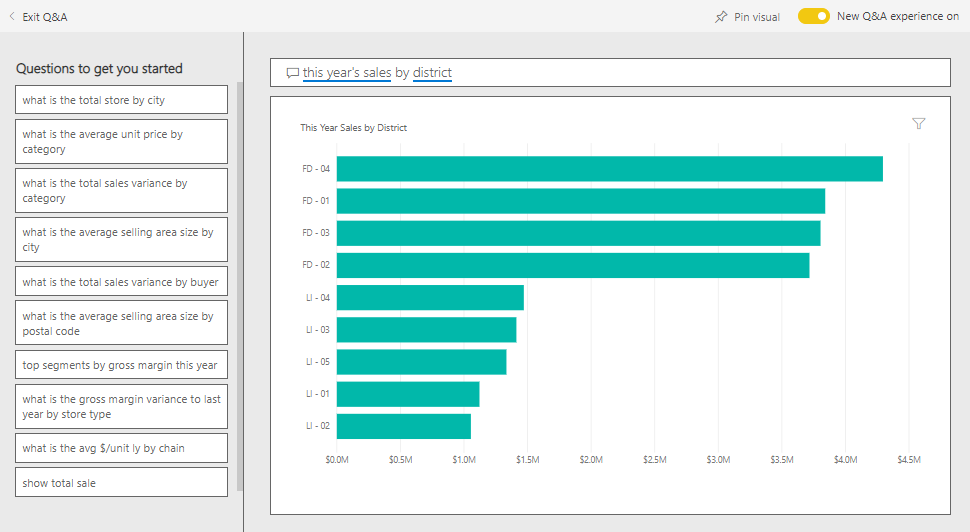 Exit Q&A
Pin visual
New Q&A experience on
Questions to get you started
what is the total store by city
what is the average unit price by
category
what is the total sales variance by
category
what is the average selling area size by
city
what is the total sales variance by buyer
what is the average selling area size by
postal code
top segments by gross margin this year
what is the gross margin variance to last
year by store type
what is the avg $/unit ly by chain
show total sale
this year's sales by district
This Year Sales by District
FD - 04
FD - 01
FD - 03
FD - 02
LI - 04
LI - 03
LI - 05
LI - 01
LI - 02
$0.0M $0.5M $1.0M $1.5M $2.0M $2.5M $3.0M $3.5M $4.0M $4.5M